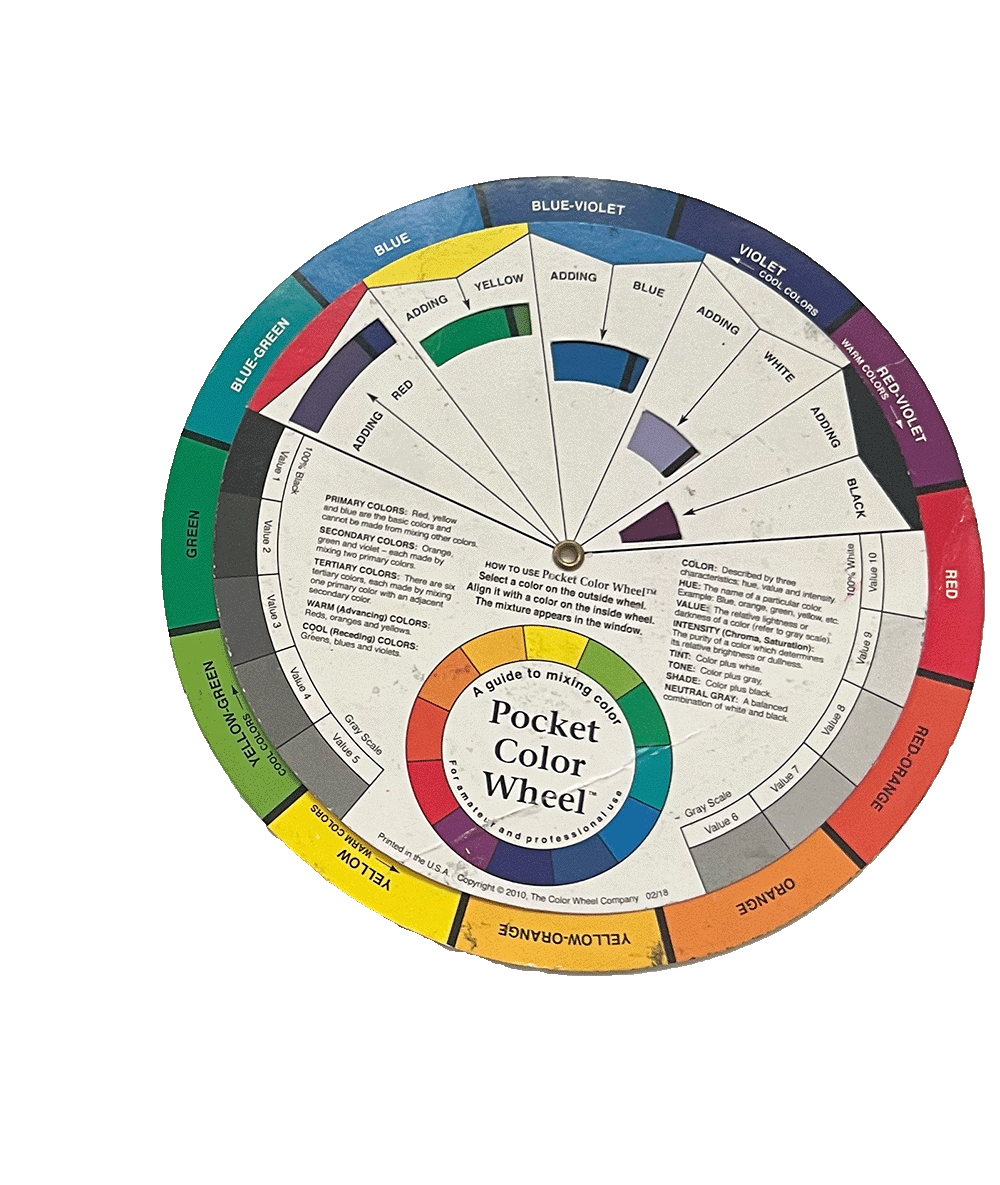 BLUE-VIOLET
VIOLET
COOL COLORS
WARM COLORS
RED-VIOLET
RED
RED-ORANGE
ORANGE
YELLOW-ORANGE
YELLOW
WARM COLORS
COOL COLORS
YELLOW-GREEN
GREEN
BLUE-GREEN
BLUE
ADDING RED
ADDING YELLOW
ADDING BLUE
ADDING WHITE
ADDING BLACK
100% Black
Value 1
Value 2
Value 3
Value 4
Value 5
Gray Scale
PRIMARY COLORS: Red, yellow
and blue are the basic colors and
cannot be made from mixing other colors.
SECONDARY COLORS: Orange,
green and violet – each made by
mixing two primary colors.
TERTIARY COLORS: There are six
tertiary colors, each made by mixing
one primary color with an adjacent
secondary color.
WARM (Advancing) COLORS:
Reds, oranges and yellows.
COOL (Receding) COLORS:
Greens, blues and violets.
HOW TO USE Pocket Color Wheel™
Select a color on the outside wheel.
Align it with a color on the inside wheel.
The mixture appears in the window.
COLOR: Described by three
characteristics: hue, value and intensity.
HUE: The name of a particular color.
Example: Blue, orange, green, yellow, etc.
VALUE: The relative lightness or
darkness of a color (refer to gray scale).
INTENSITY (Chroma, Saturation):
The purity of a color which determines
its relative brightness or dullness.
TINT: Color plus white.
TONE: Color plus gray.
SHADE: Color plus black.
NEUTRAL GRAY: A balanced
combination of white and black.
100% White
Value 10
Value 9
Value 8
Value 7
Value 6
Gray Scale
A guide to mixing color
Pocket
Color
Wheel™
For amateur and professional use
Printed in the U.S.A. Copyright © 2010, The Color Wheel Company 02/18